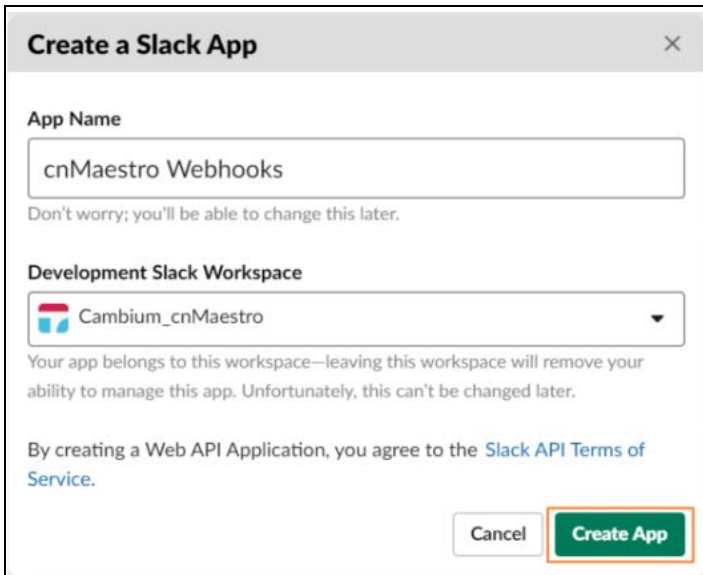 Create a Slack App
App Name
cnMaestro Webhooks
Don't worry; you'll be able to change this later.
Development Slack Workspace
Cambium_cnMaestro
Your app belongs to this workspace—leaving this workspace will remove your
ability to manage this app. Unfortunately, this can't be changed later.
By creating a Web API Application, you agree to the Slack API Terms of
Service.
Cancel
Create App